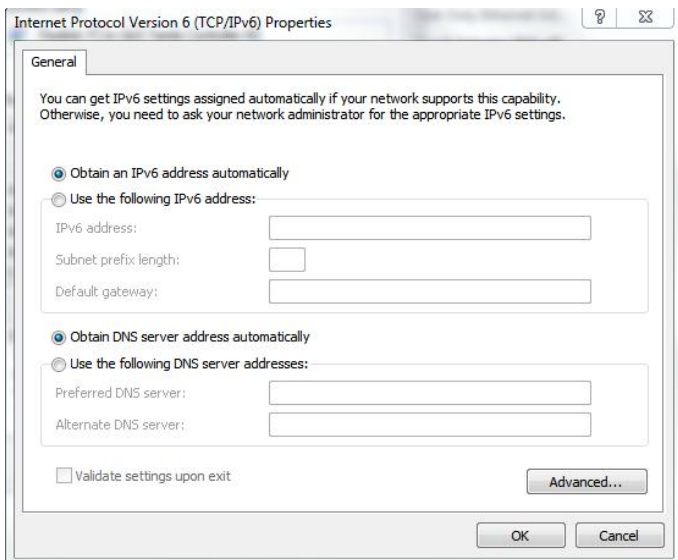 Internet Protocol Version 6 (TCP/IPv6) Properties
General
You can get IPv6 settings assigned automatically if your network supports this capability.
Otherwise, you need to ask your network administrator for the appropriate IPv6 settings.
Obtain an IPv6 address automatically
Use the following IPv6 address:
IPv6 address:
Subnet prefix length:
Default gateway:
Obtain DNS server address automatically
Use the following DNS server addresses:
Preferred DNS server:
Alternate DNS server:
Validate settings upon exit
Advanced...
OK Cancel